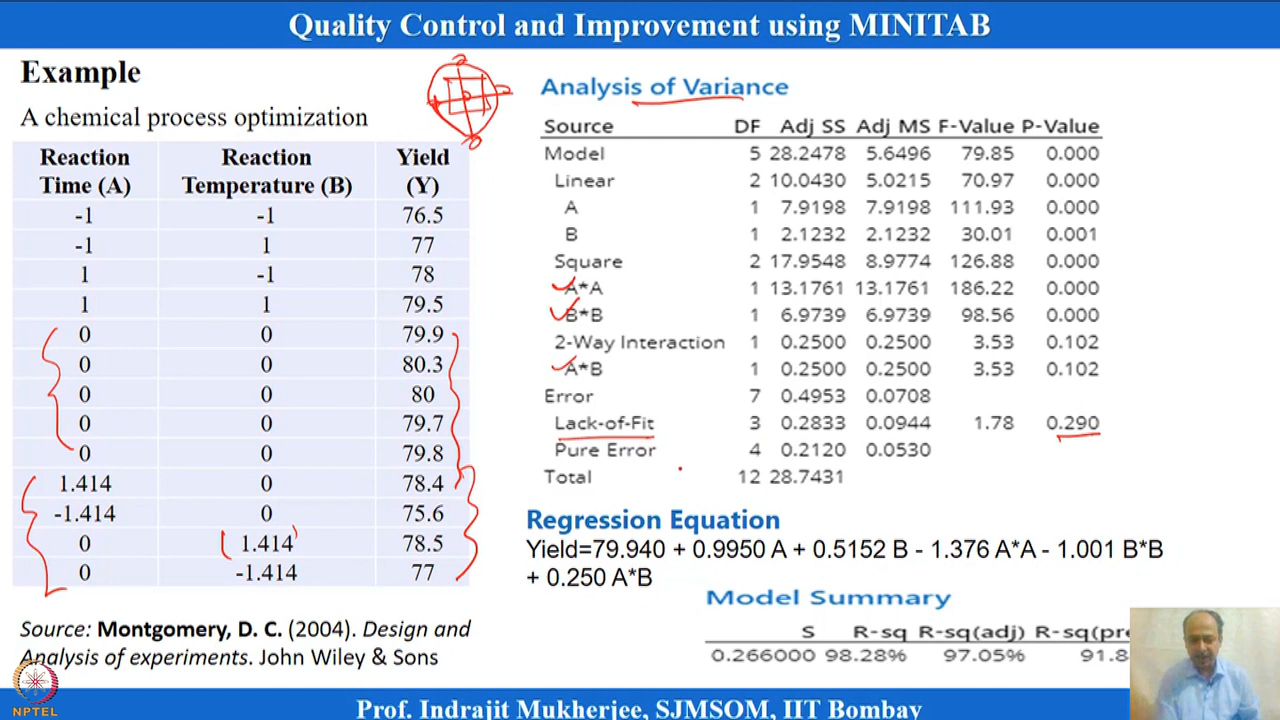 Quality Control and Improvement using MINITAB
Example
A chemical process optimization
Reaction Time (A) Reaction Temperature (B) Yield (Y)
-1 -1 76.5
-1 1 77
1 -1 78
1 1 79.5
0 0 79.9
0 0 80.3
0 0 80
0 0 79.7
0 0 79.8
1.414 0 78.4
-1.414 0 75.6
0 1.414 78.5
0 -1.414 77
Source: Montgomery, D. C. (2004). Design and
Analysis of experiments. John Wiley & Sons
Analysis of Variance
Source DF Adj SS Adj MS F-Value P-Value
Model 5 28.2478 5.6496 79.85 0.000
Linear 2 10.0430 5.0215 70.97 0.000
A 1 7.9198 7.9198 111.93 0.000
B 1 2.1232 2.1232 30.01 0.001
Square 2 17.9548 8.9774 126.88 0.000
A*A 1 13.1761 13.1761 186.22 0.000
B*B 1 6.9739 6.9739 98.56 0.000
2-Way Interaction 1 0.2500 0.2500 3.53 0.102
A*B 1 0.2500 0.2500 3.53 0.102
Error 7 0.4953 0.0708
Lack-of-Fit 3 0.2833 0.0944 1.78 0.290
Pure Error 4 0.2120 0.0530
Total 12 28.7431
Regression Equation
Yield=79.940 + 0.9950 A + 0.5152 B - 1.376 A*A - 1.001 B*B
+ 0.250 A*B
Model Summary
S R-sq R-sq(adj) R-sq(pre
0.266000 98.28% 97.05% 91.8
NPTEL
Prof. Indrajit Mukherjee, SJMSOM, IIT Bombay